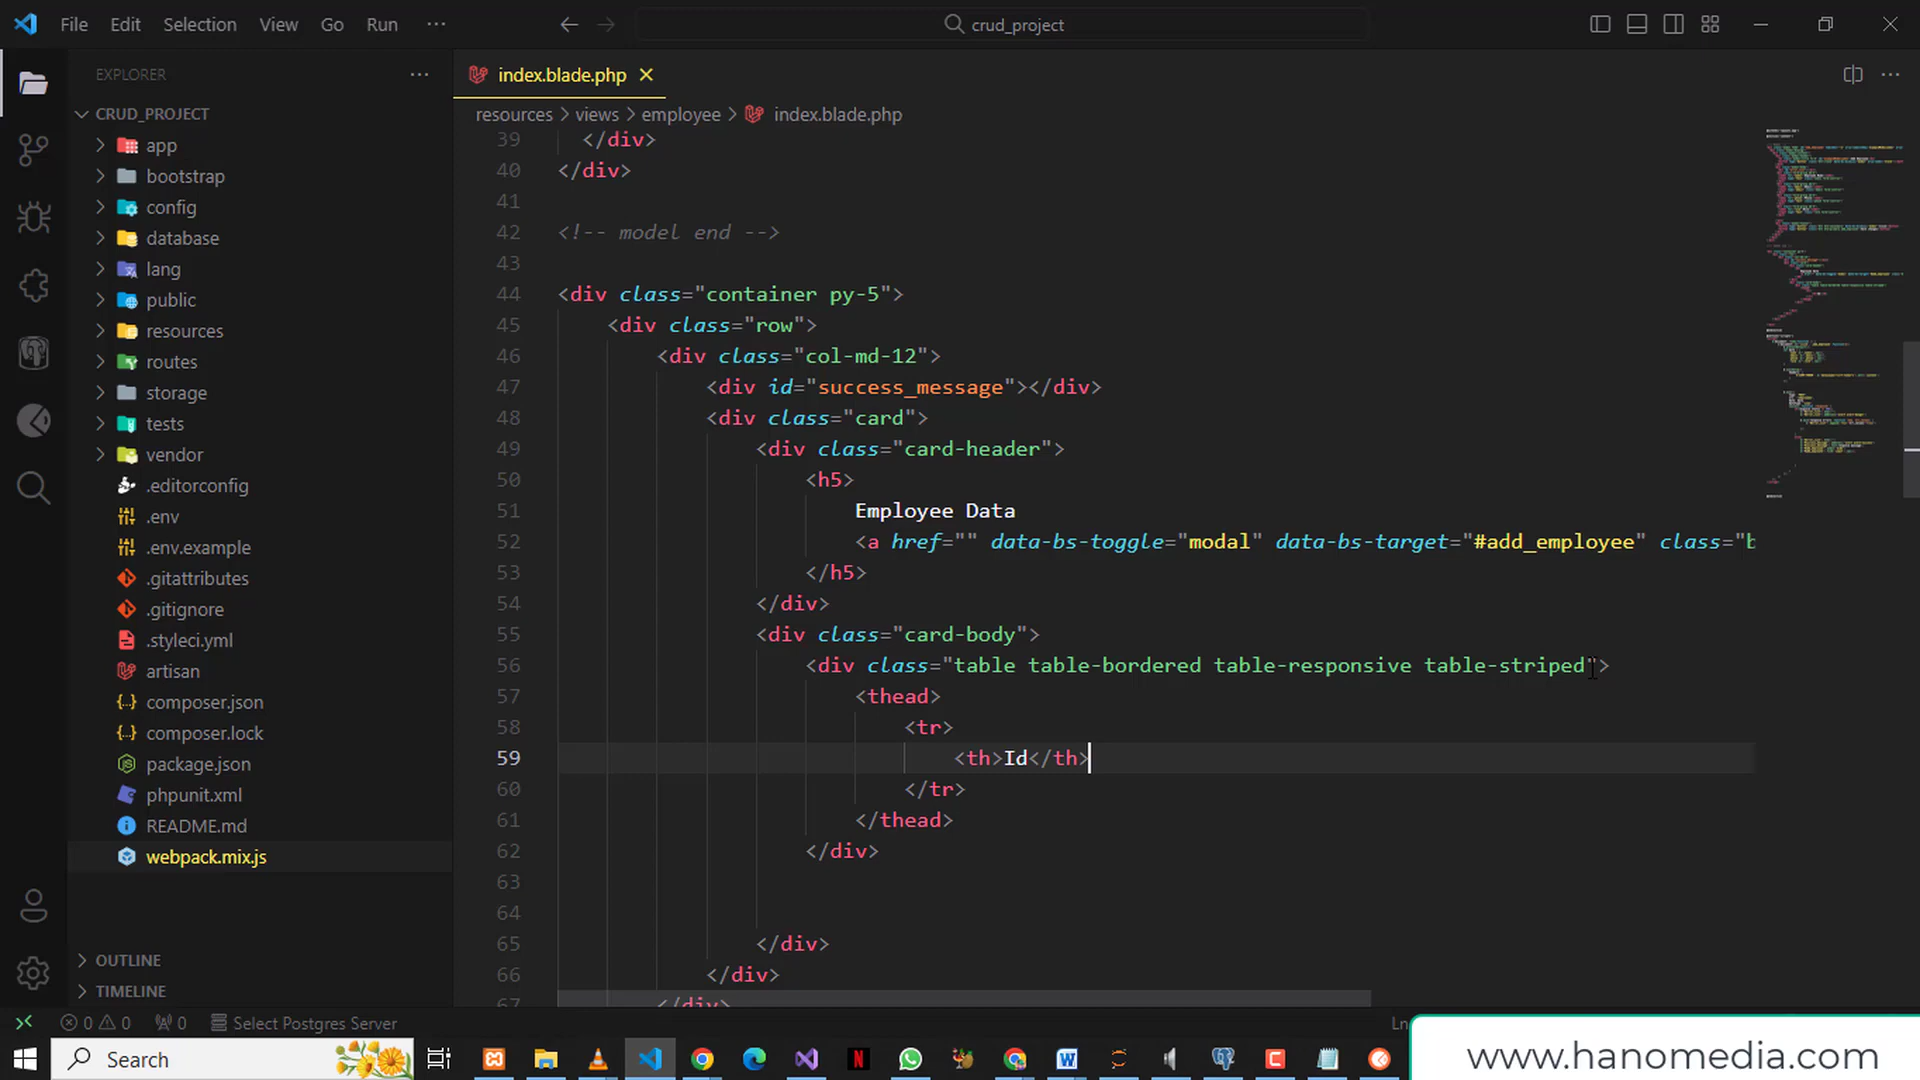 File Edit Selection View Go Run ···
crud_project
EXPLORER ···
index.blade.php
CRUD_PROJECT
app
bootstrap
config
database
lang
public
resources
routes
storage
tests
vendor
.editorconfig
.env
.env.example
.gitattributes
.gitignore
.styleci.yml
artisan
composer.json
composer.lock
package.json
phpunit.xml
README.md
webpack.mix.js
OUTLINE
TIMELINE
resources > views > employee > index.blade.php
39 </div>
40 </div>
41
42 <!-- model end -->
43
44 <div class="container py-5">
45 <div class="row">
46 <div class="col-md-12">
47 <div id="success_message"></div>
48 <div class="card">
49 <div class="card-header">
50 <h5>
51 Employee Data
52 <a href="" data-bs-toggle="modal" data-bs-target="#add_employee" class="b
53 </h5>
54 </div>
55 <div class="card-body">
56 <div class="table table-bordered table-responsive table-striped">
57 <thead>
58 <tr>
59 <th>Id</th>
60 </tr>
61 </thead>
62 </div>
63
64
65 </div>
66 </div>
67 </div>
0 0 0 Select Postgres Server
Ln
Search
www.hanomedia.com